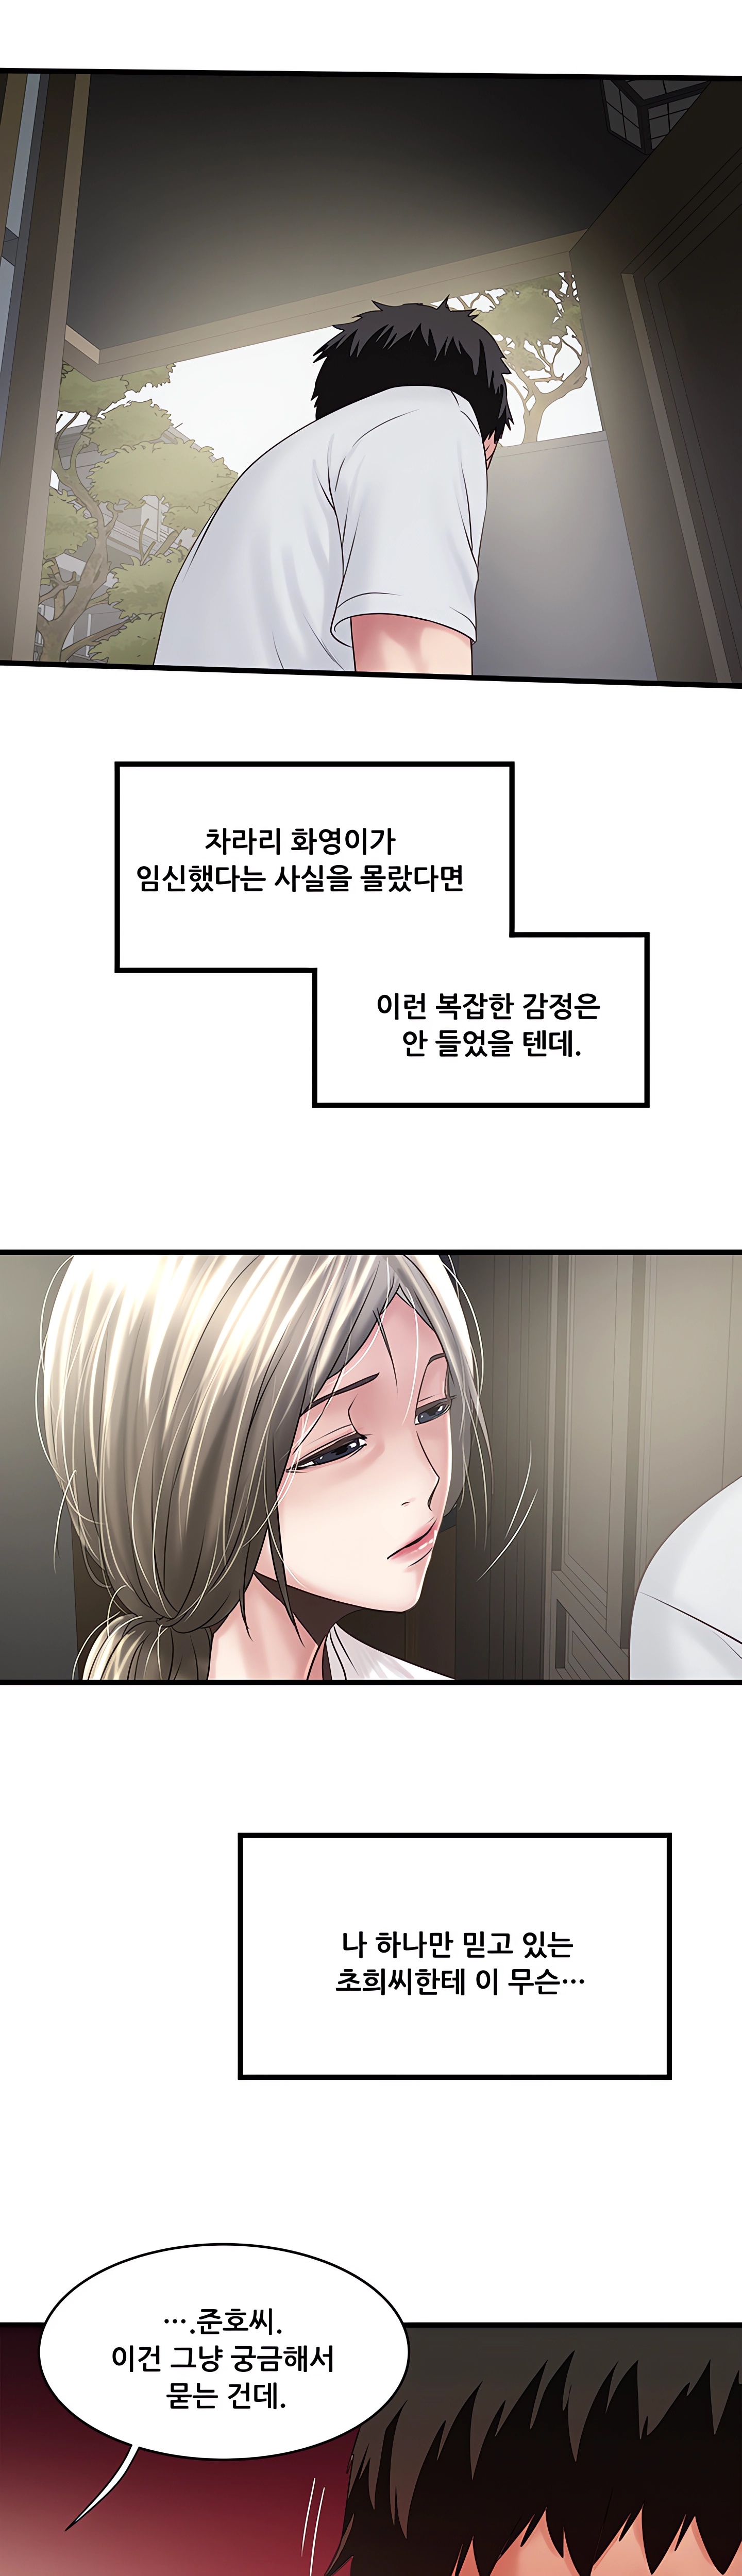 차라리 화영이가
임신했다는 사실을 몰랐다면
이런 복잡한 감정은
안 들었을 텐데.
나 하나만 믿고 있는
초희씨한테 이 무슨…
….준호씨.
이건 그냥 궁금해서
묻는 건데.